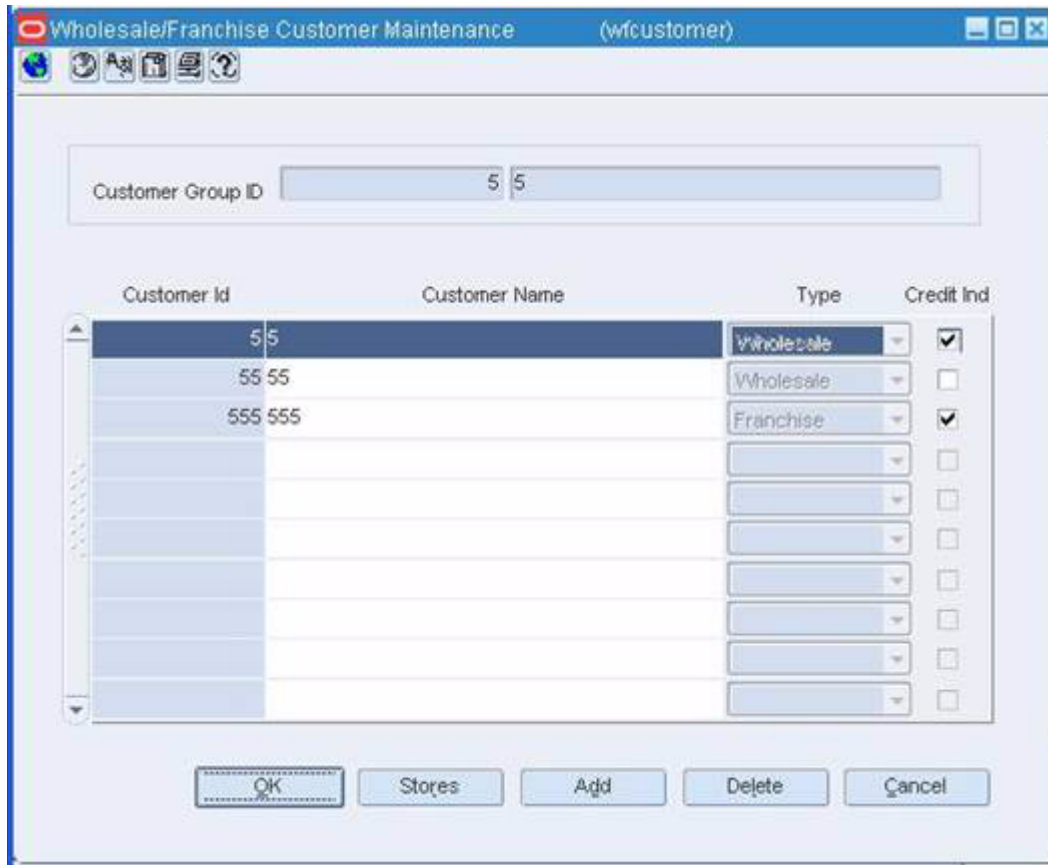 Wholesale/Franchise Customer Maintenance (wfcustomer)
Customer Group ID 5 5
Customer Id Customer Name Type Credit Ind
5 5 Wholesale
55 55 Wholesale
555 555 Franchise
OK Stores Add Delete Cancel